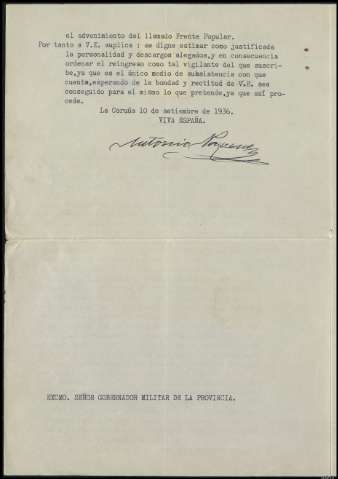 el advenimiento del llamado Frente Popular.
Por tanto a V.E. suplica : se digne estimar como justificada
la personalidad y descargos alegados, y en consecuencia
ordenar el reingreso como tal vigilante del que suscri-
be, ya que es el único medio de subsistencia con que
cuenta, esperando de la bondad y rectitud de V.E. sea
conseguido para el mismo lo que pretende, ya que así pro-
cede.
La Coruña 10 de setiembre de 1936.
VIVA ESPAÑA.
Antonio
EXCMO. SEÑOR GOBERNADOR MILITAR DE LA PROVINCIA.